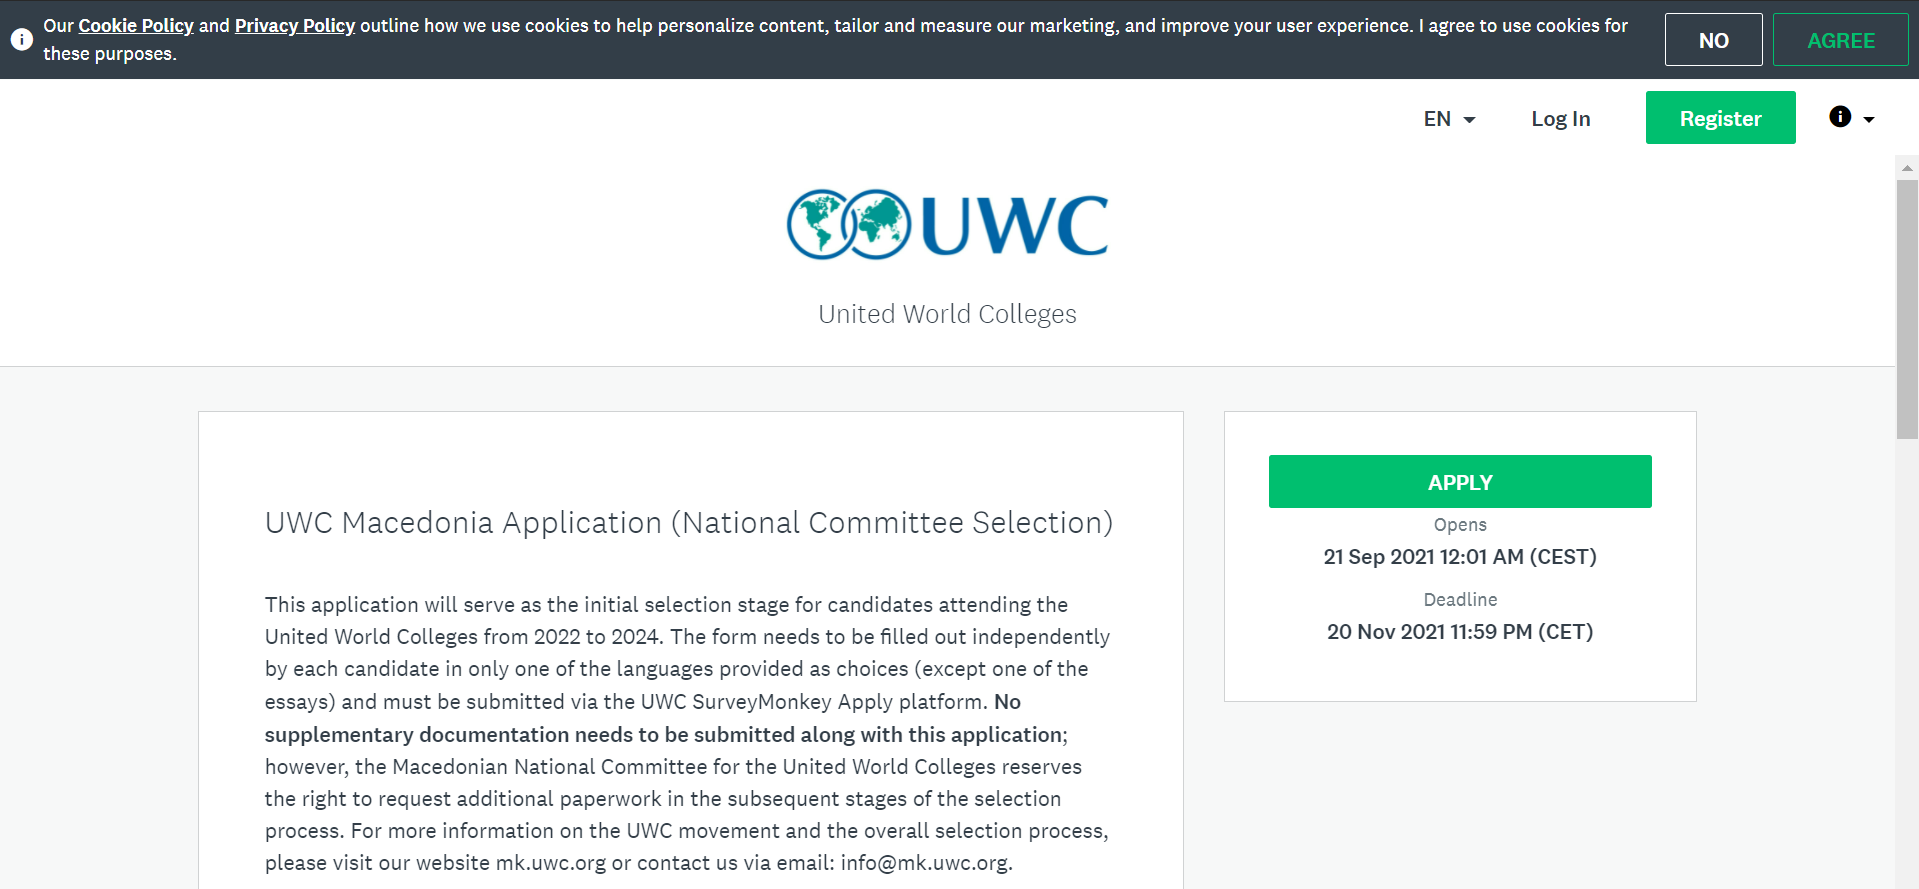 Our Cookie Policy and Privacy Policy outline how we use cookies to help personalize content, tailor and measure our marketing, and improve your user experience. I agree to use cookies for
these purposes.
NO
AGREE
EN
Log In
Register
UWC
United World Colleges
UWC Macedonia Application (National Committee Selection)
This application will serve as the initial selection stage for candidates attending the
United World Colleges from 2022 to 2024. The form needs to be filled out independently
by each candidate in only one of the languages provided as choices (except one of the
essays) and must be submitted via the UWC SurveyMonkey Apply platform. No
supplementary documentation needs to be submitted along with this application;
however, the Macedonian National Committee for the United World Colleges reserves
the right to request additional paperwork in the subsequent stages of the selection
process. For more information on the UWC movement and the overall selection process,
please visit our website mk.uwc.org or contact us via email: info@mk.uwc.org.
APPLY
Opens
21 Sep 2021 12:01 AM (CEST)
Deadline
20 Nov 2021 11:59 PM (CET)